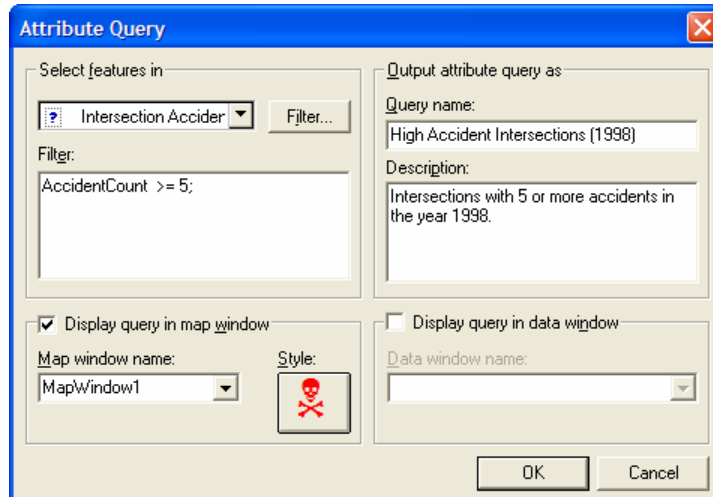 Attribute Query
Select features in
? Intersection Accider
Filter...
Filter:
AccidentCount >= 5;
Output attribute query as
Query name:
High Accident Intersections (1998)
Description:
Intersections with 5 or more accidents in
the year 1998.
Display query in map window
Map window name:
MapWindow1
Style:
Display query in data window
Data window name:
OK
Cancel